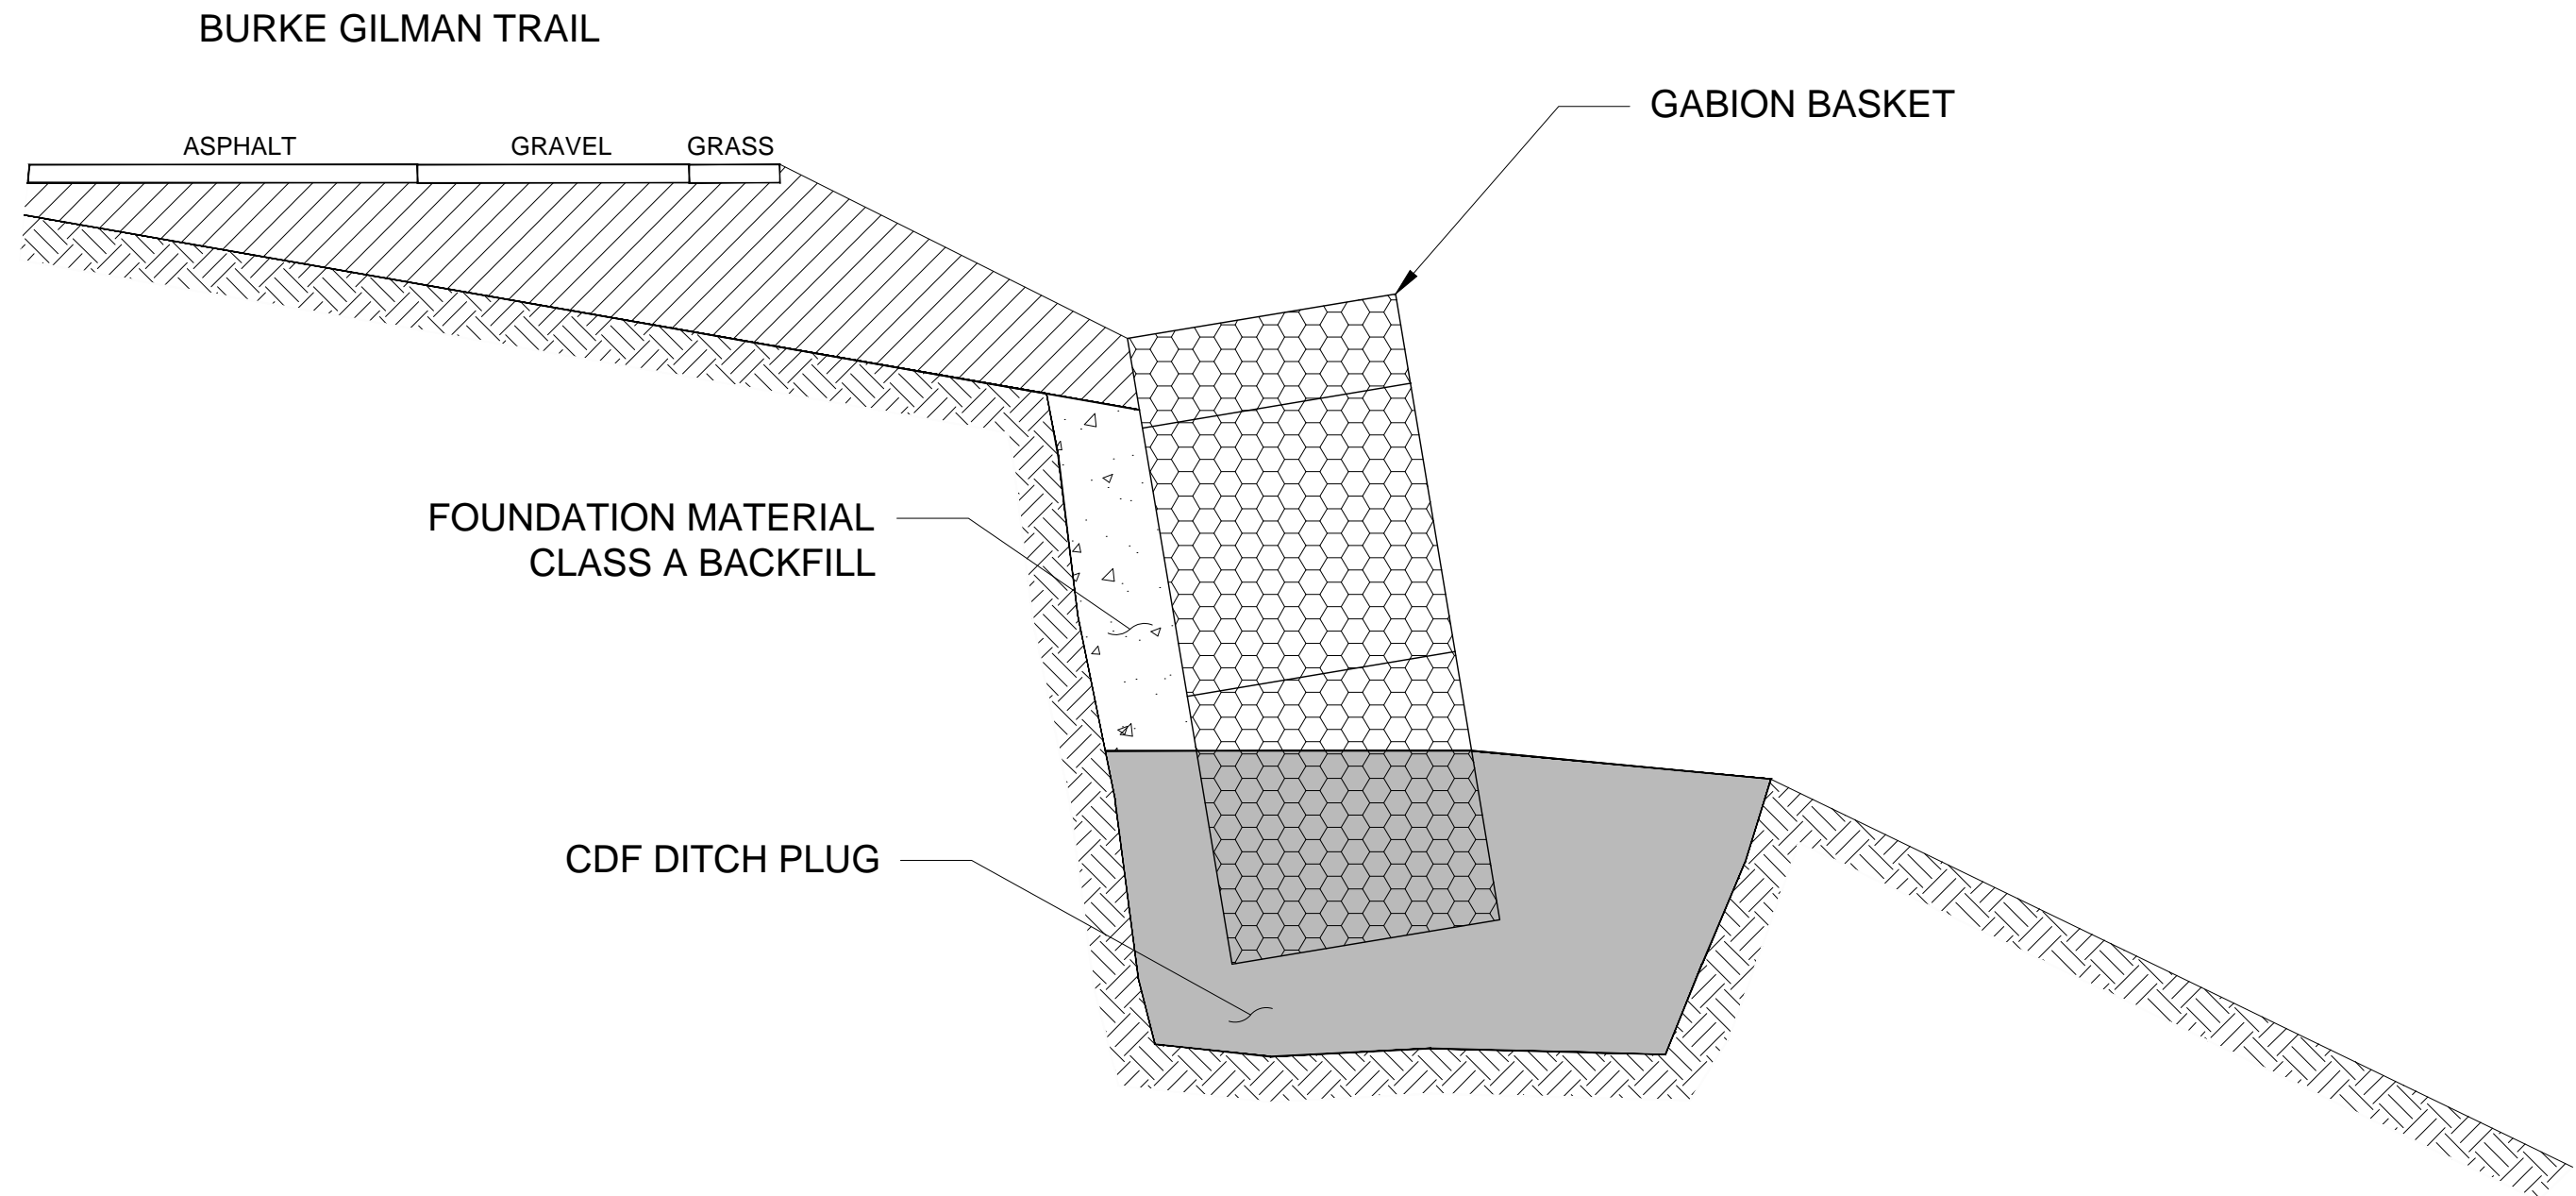 BURKE GILMAN TRAIL
GABION BASKET
ASPHALT GRAVEL GRASS
FOUNDATION MATERIAL
CLASS A BACKFILL
CDF DITCH PLUG